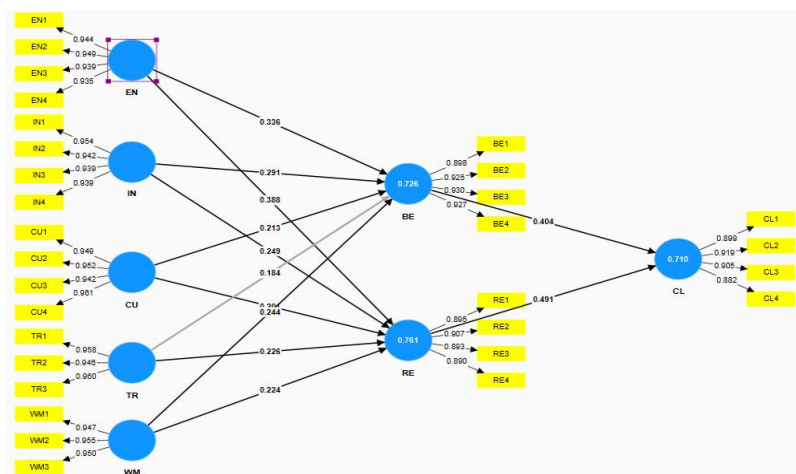 EN1
0.944
EN2
0.949
EN3
0.939
EN4
0.935
EN
IN1
0.954
IN2
0.942
IN3
0.939
IN4
0.939
IN
CU1
0.949
CU2
0.952
CU3
0.942
CU4
0.961
CU
TR1
0.958
TR2
0.946
TR3
0.960
TR
WM1
0.947
WM2
0.955
WM3
0.950
WM
0.336
0.291
0.388
0.213
0.249
0.184
0.244
0.226
0.224
0.726
BE
BE1
0.898
BE2
0.925
BE3
0.930
BE4
0.927
0.761
RE
RE1
0.895
RE2
0.907
RE3
0.893
RE4
0.890
0.404
0.491
0.710
CL
CL1
0.899
CL2
0.919
CL3
0.905
CL4
0.882